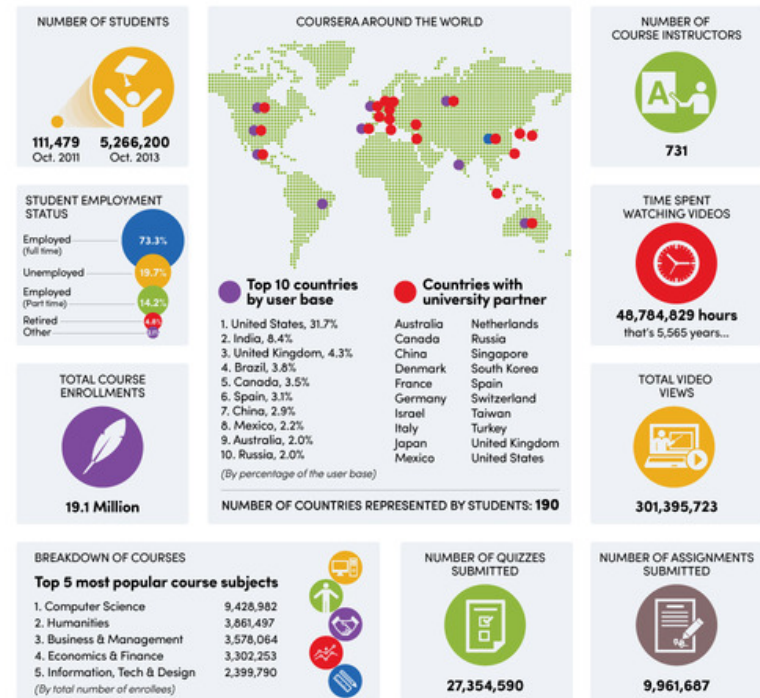 NUMBER OF STUDENTS
111,479
Oct. 2011
5,266,200
Oct. 2013
STUDENT EMPLOYMENT
STATUS
Employed
(full time)
73.3%
Unemployed
19.7%
Employed
(Part time)
14.2%
Retired
4.8%
Other
TOTAL COURSE
ENROLLMENTS
19.1 Million
COURSERA AROUND THE WORLD
Top 10 countries
by user base
1. United States, 31.7%
2. India, 8.4%
3. United Kingdom, 4.3%
4. Brazil, 3.8%
5. Canada, 3.5%
6. Spain, 3.1%
7. China, 2.9%
8. Mexico, 2.2%
9. Australia, 2.0%
10. Russia, 2.0%
(By percentage of the user base)
Countries with
university partner
Australia
Canada
China
Denmark
France
Germany
Israel
Italy
Japan
Mexico
Netherlands
Russia
Singapore
South Korea
Spain
Switzerland
Taiwan
Turkey
United Kingdom
United States
NUMBER OF COUNTRIES REPRESENTED BY STUDENTS: 190
NUMBER OF
COURSE INSTRUCTORS
A
731
TIME SPENT
WATCHING VIDEOS
48,784,829 hours
that's 5,565 years...
TOTAL VIDEO
VIEWS
301,395,723
BREAKDOWN OF COURSES
Top 5 most popular course subjects
1. Computer Science 9,428,982
2. Humanities 3,861,497
3. Business & Management 3,578,064
4. Economics & Finance 3,302,253
5. Information, Tech & Design 2,399,790
(By total number of enrollees)
NUMBER OF QUIZZES
SUBMITTED
27,354,590
NUMBER OF ASSIGNMENTS
SUBMITTED
9,961,687